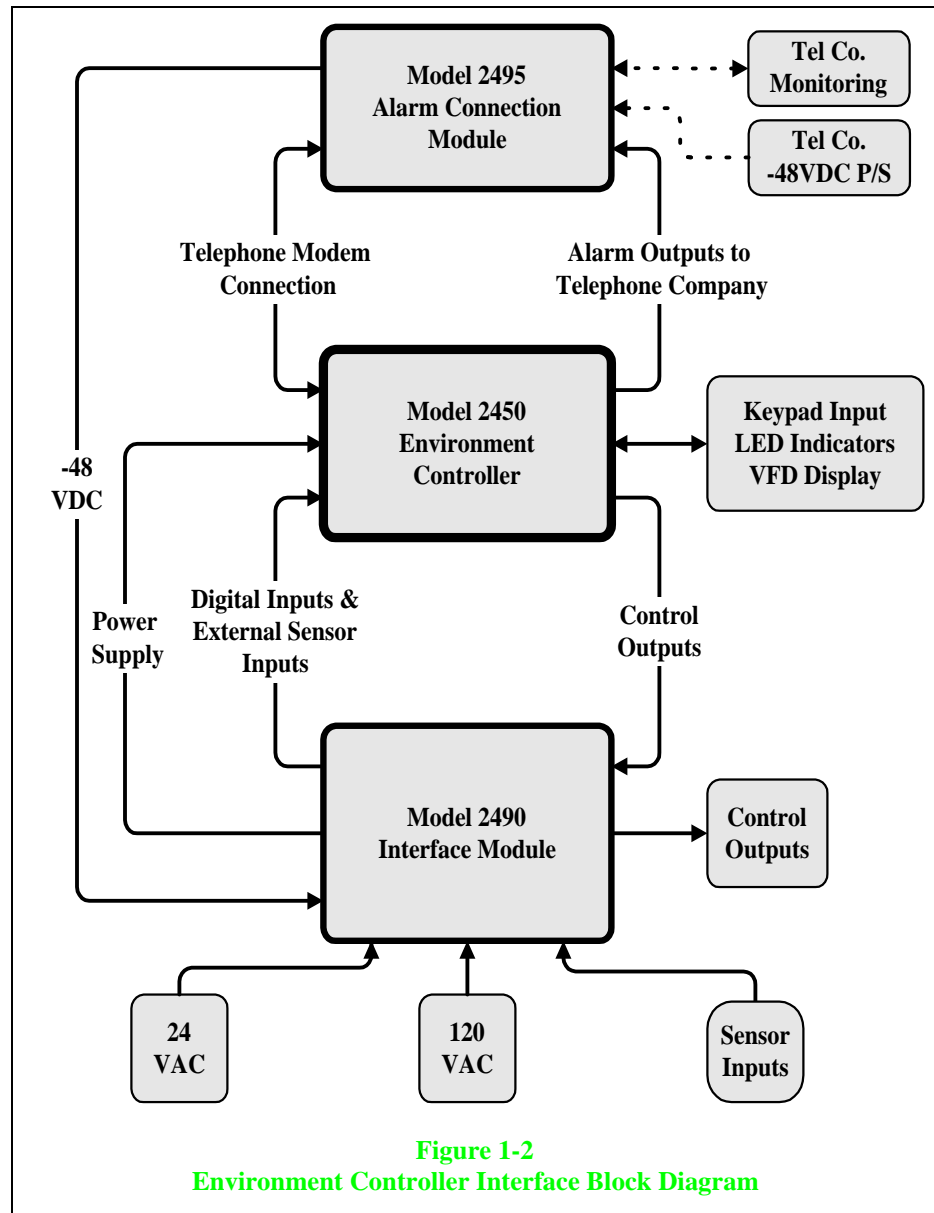 Model 2495
Alarm Connection
Module
Tel Co.
Monitoring
Tel Co.
-48VDC P/S
Telephone Modem
Connection
Alarm Outputs to
Telephone Company
Model 2450
Environment
Controller
Keypad Input
LED Indicators
VFD Display
-48
VDC
Power
Supply
Digital Inputs &
External Sensor
Inputs
Control
Outputs
Model 2490
Interface Module
Control
Outputs
24
VAC
120
VAC
Sensor
Inputs
Figure 1-2
Environment Controller Interface Block Diagram